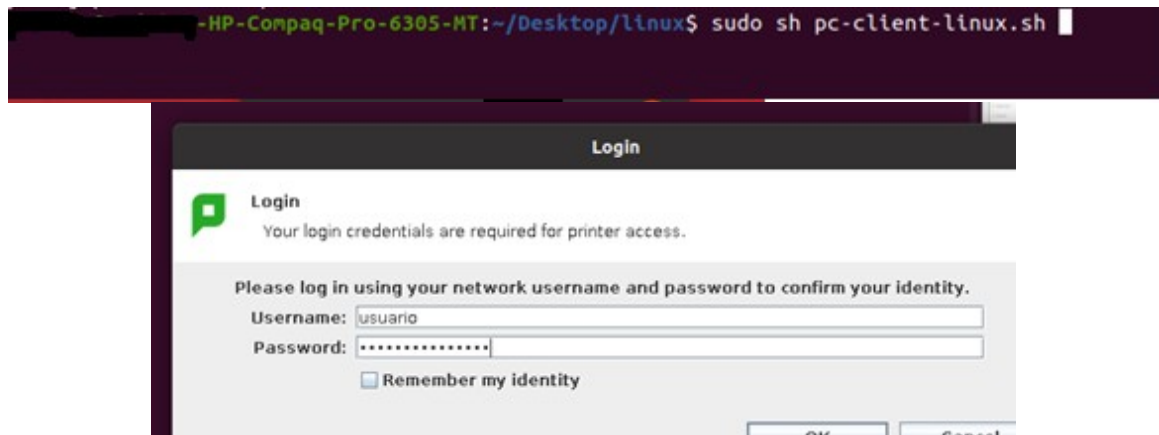 -HP-Compaq-Pro-6305-MT:~/Desktop/linux$ sudo sh pc-client-linux.sh
Login
Login
Your login credentials are required for printer access.
Please log in using your network username and password to confirm your identity.
Username: usuario
Password: •••••••••••••••
Remember my identity
OK Cancel